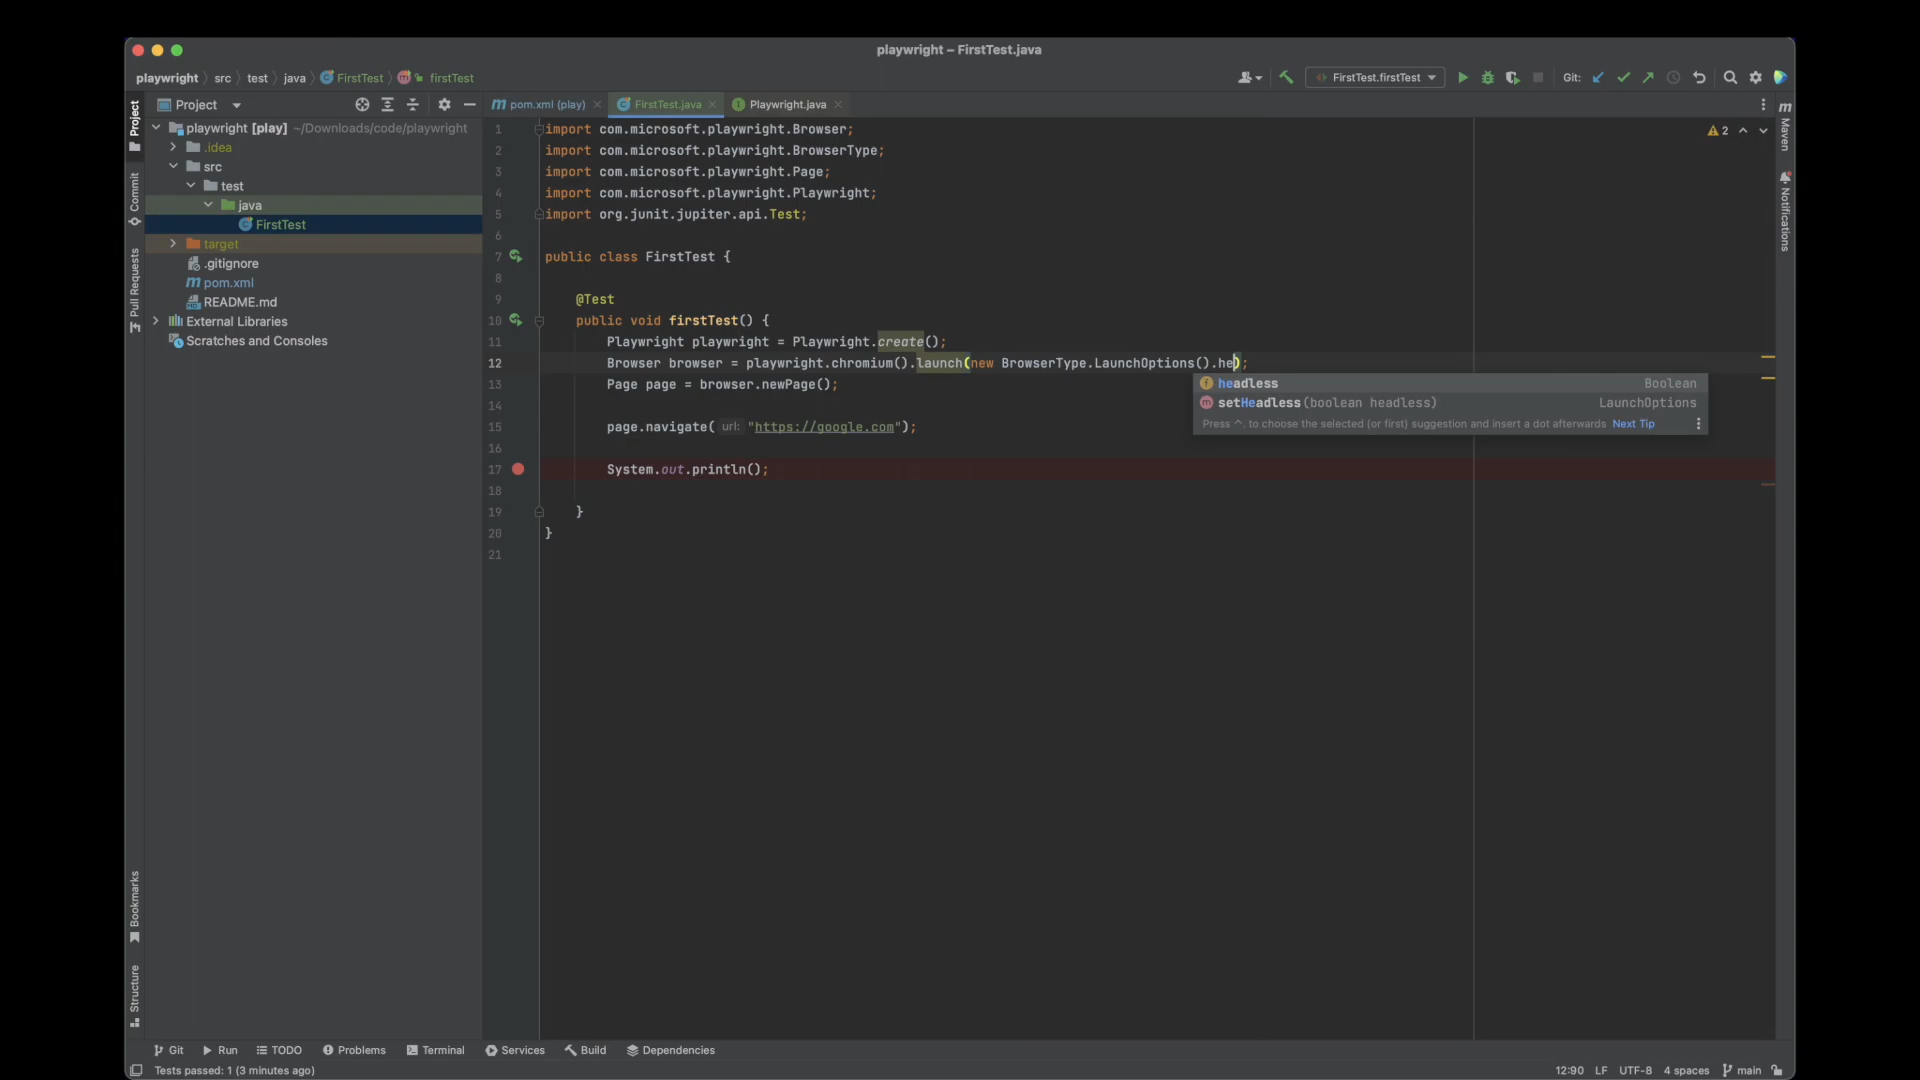 playwright – FirstTest.java
playwright src test java FirstTest firstTest
FirstTest.firstTest Git:
Project pom.xml (play) FirstTest.java Playwright.java
playwright [play] ~/Downloads/code/playwright
.idea
src
test
java
FirstTest
target
.gitignore
pom.xml
README.md
External Libraries
Scratches and Consoles
Project
Commit
Pull Requests
Bookmarks
Structure
1 import com.microsoft.playwright.Browser;
2 import com.microsoft.playwright.BrowserType;
3 import com.microsoft.playwright.Page;
4 import com.microsoft.playwright.Playwright;
5 import org.junit.jupiter.api.Test;
6
7 public class FirstTest {
8
9 @Test
10 public void firstTest() {
11 Playwright playwright = Playwright.create();
12 Browser browser = playwright.chromium().launch(new BrowserType.LaunchOptions().he);
13 Page page = browser.newPage();
14
15 page.navigate( url: "https://google.com");
16
17 System.out.println();
18
19 }
20 }
21
headless Boolean
setHeadless(boolean headless) LaunchOptions
Press ^. to choose the selected (or first) suggestion and insert a dot afterwards Next Tip
2
m
Maven
Notifications
Git Run TODO Problems Terminal Services Build Dependencies
Tests passed: 1 (3 minutes ago) 12:90 LF UTF-8 4 spaces main